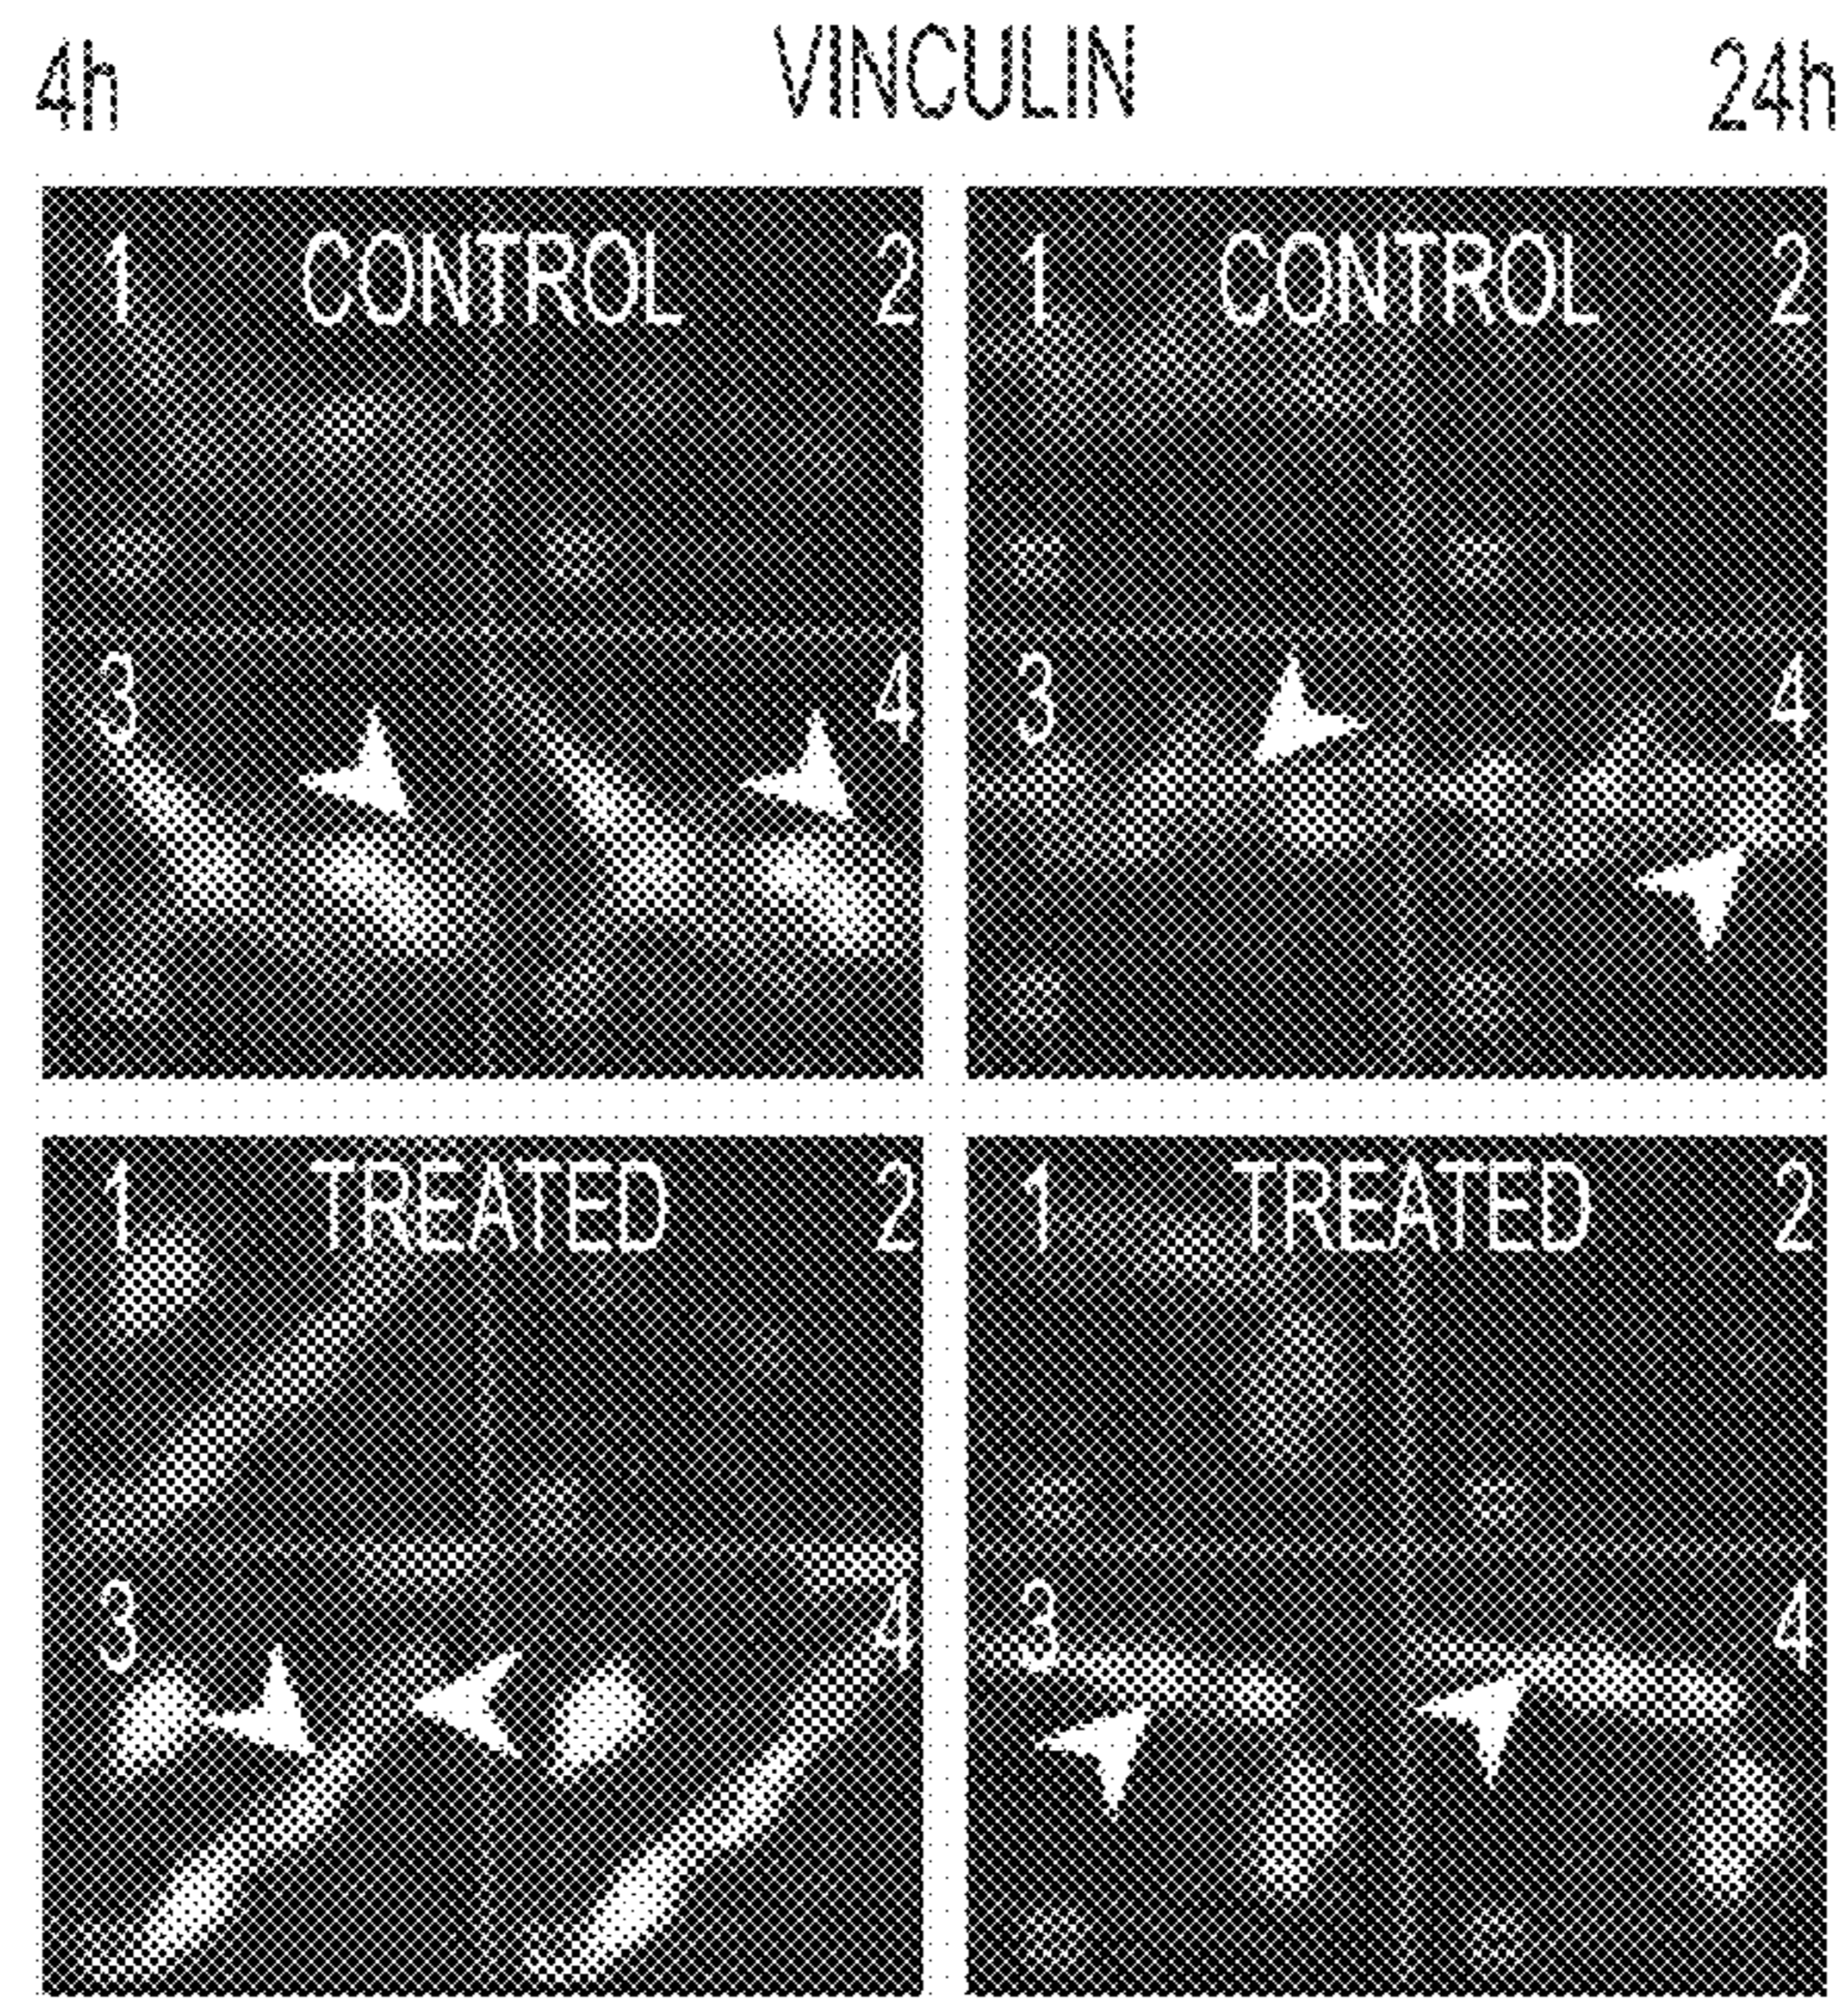 4h VINCULIN 24h
1 CONTROL 2 1 CONTROL 2
3 4 3 4
1 TREATED 2 1 TREATED 2
3 4 3 4